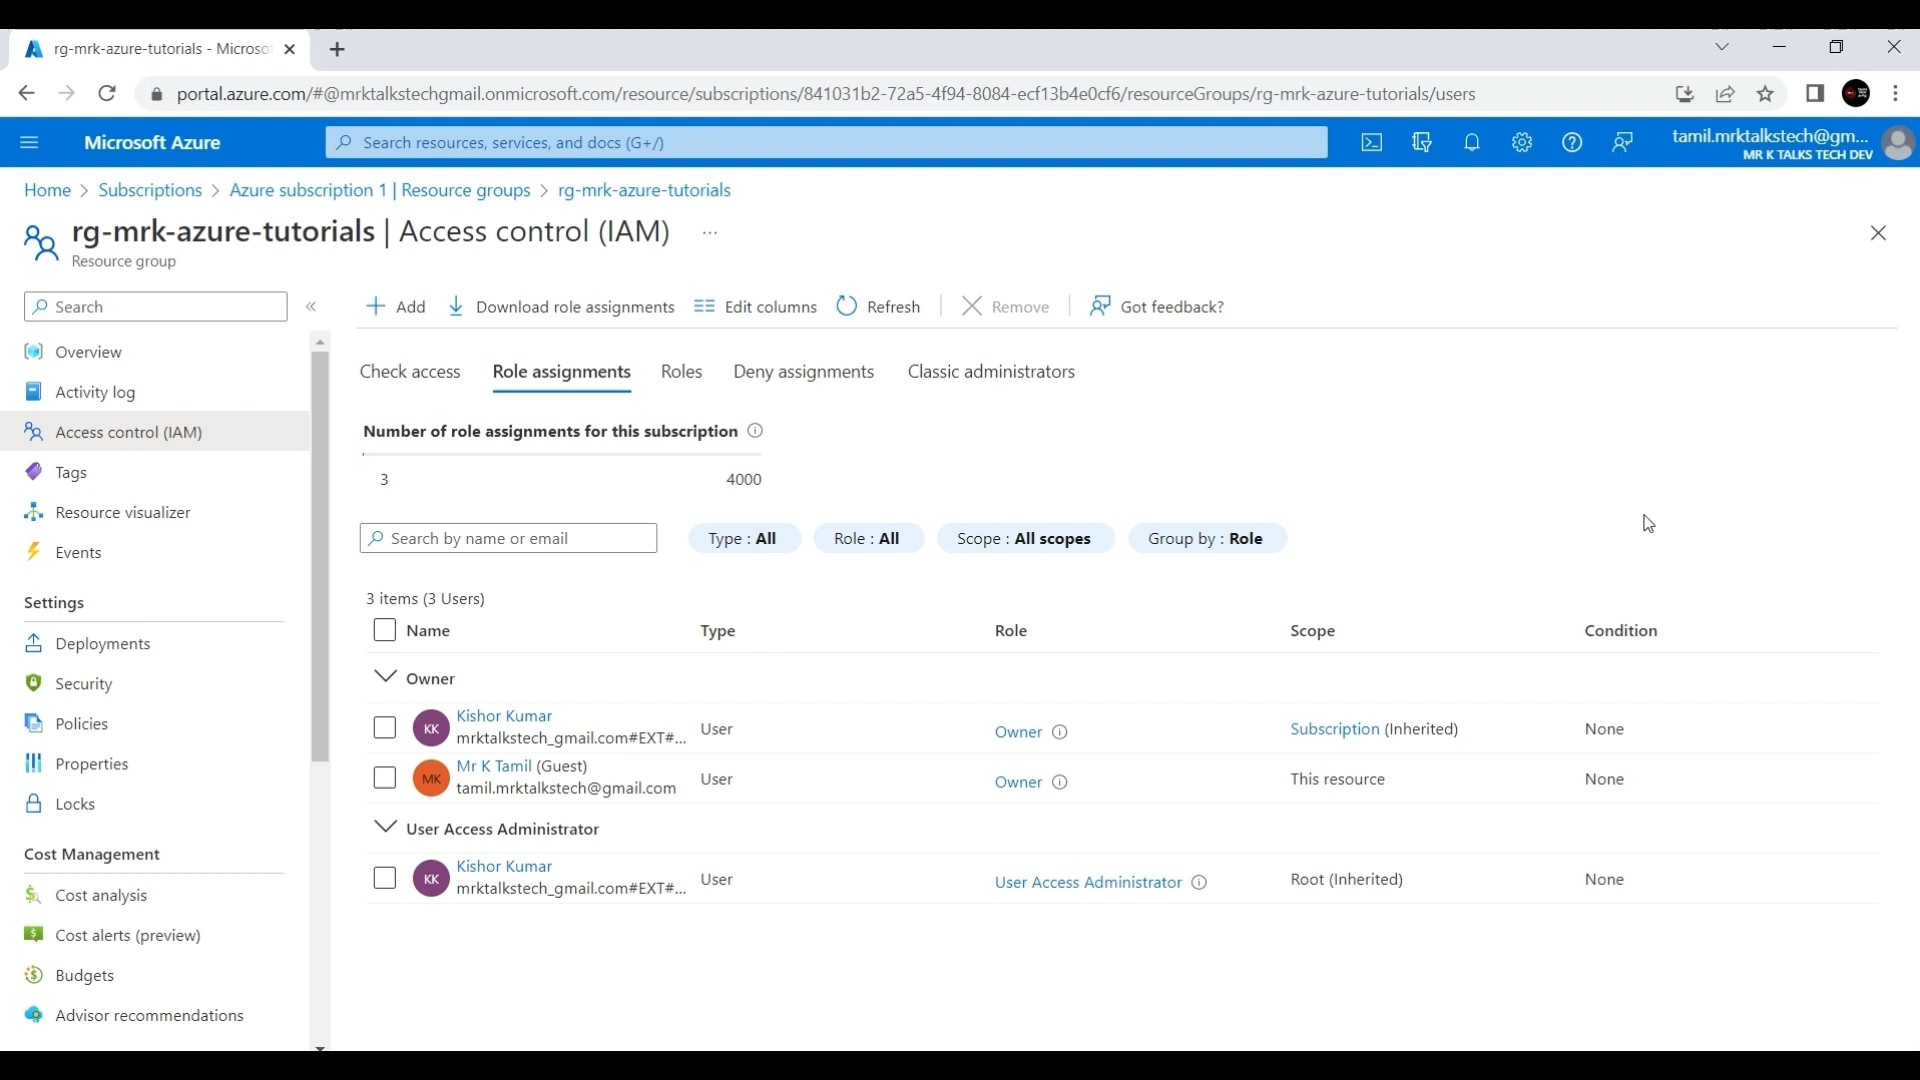 rg-mrk-azure-tutorials - Microso
portal.azure.com/#@mrktalkstechgmail.onmicrosoft.com/resource/subscriptions/841031b2-72a5-4f94-8084-ecf13b4e0cf6/resourceGroups/rg-mrk-azure-tutorials/users
Microsoft Azure
Search resources, services, and docs (G+/)
tamil.mrktalkstech@gm...
MR K TALKS TECH DEV
Home > Subscriptions > Azure subscription 1 | Resource groups > rg-mrk-azure-tutorials
rg-mrk-azure-tutorials | Access control (IAM) ...
Resource group
Search «
Add Download role assignments Edit columns Refresh Remove Got feedback?
Overview
Activity log
Access control (IAM)
Tags
Resource visualizer
Events
Settings
Deployments
Security
Policies
Properties
Locks
Cost Management
Cost analysis
Cost alerts (preview)
Budgets
Advisor recommendations
Check access Role assignments Roles Deny assignments Classic administrators
Number of role assignments for this subscription
3 4000
Search by name or email Type : All Role : All Scope : All scopes Group by : Role
3 items (3 Users)
Name Type Role Scope Condition
Owner
KK Kishor Kumar
mrktalkstech_gmail.com#EXT#... User Owner Subscription (Inherited) None
MK Mr K Tamil (Guest)
tamil.mrktalkstech@gmail.com User Owner This resource None
User Access Administrator
KK Kishor Kumar
mrktalkstech_gmail.com#EXT#... User User Access Administrator Root (Inherited) None